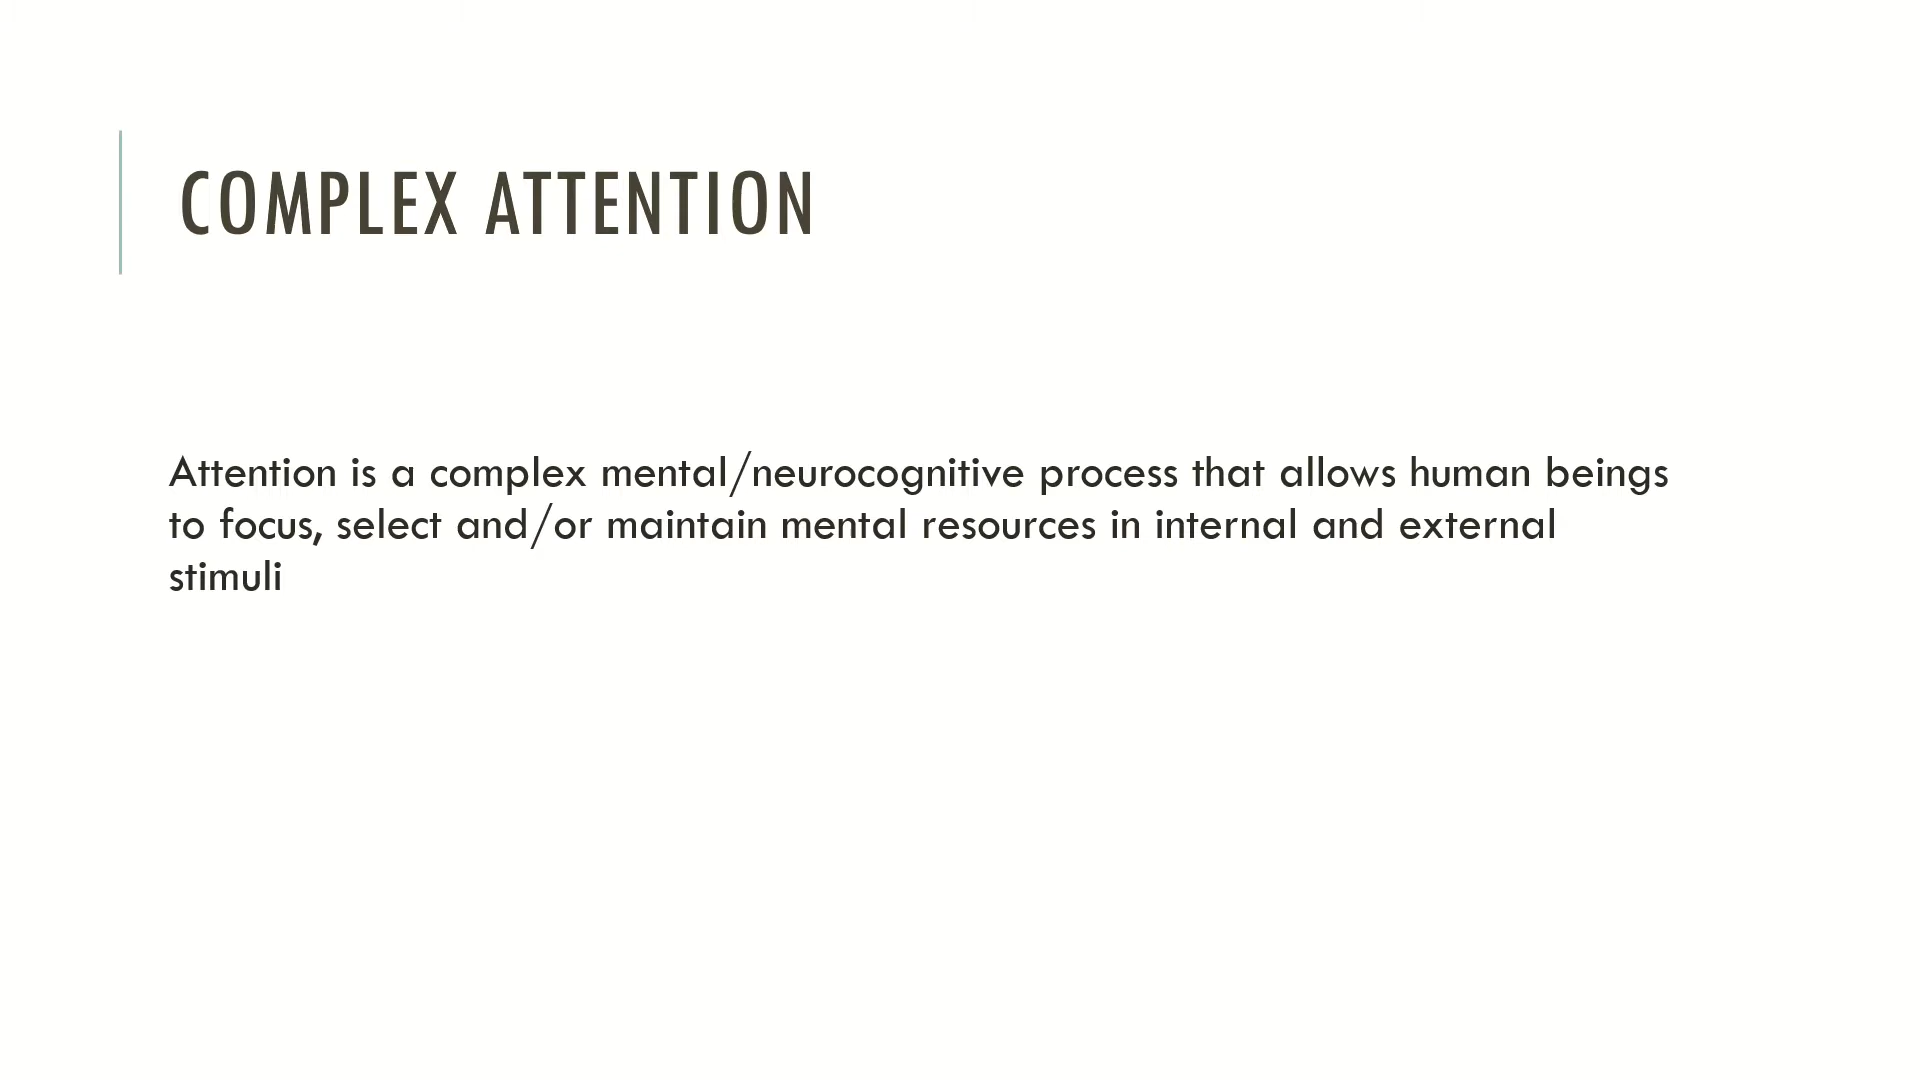 COMPLEX ATTENTION
Attention is a complex mental/neurocognitive process that allows human beings
to focus, select and/or maintain mental resources in internal and external
stimuli